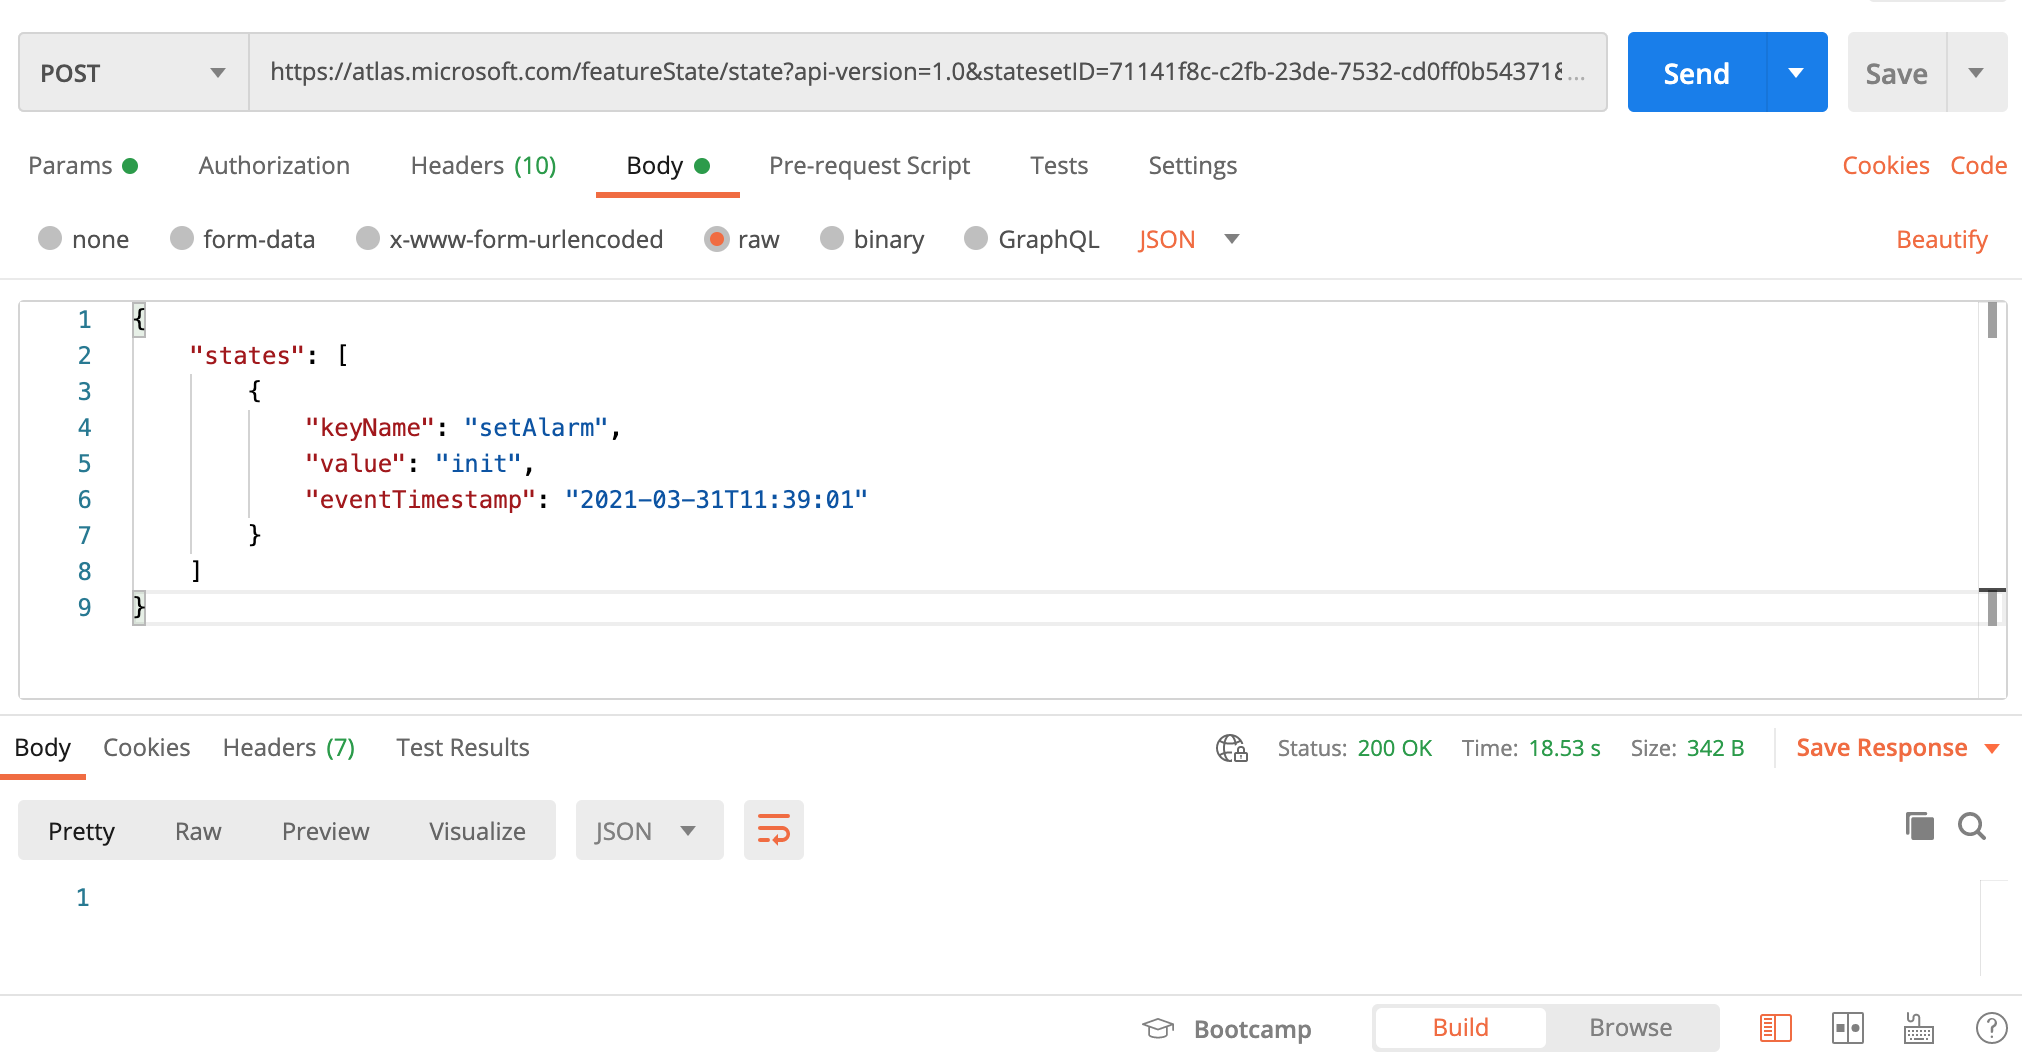 POST https://atlas.microsoft.com/featureState/state?api-version=1.0&statesetID=71141f8c-c2fb-23de-7532-cd0ff0b54371& ... Send Save
Params Authorization Headers (10) Body Pre-request Script Tests Settings Cookies Code
none form-data x-www-form-urlencoded raw binary GraphQL JSON Beautify
1 {
2 "states": [
3 {
4 "keyName": "setAlarm",
5 "value": "init",
6 "eventTimestamp": "2021-03-31T11:39:01"
7 }
8 ]
9 }
Body Cookies Headers (7) Test Results Status: 200 OK Time: 18.53 s Size: 342 B Save Response
Pretty Raw Preview Visualize JSON
1
Bootcamp Build Browse ?